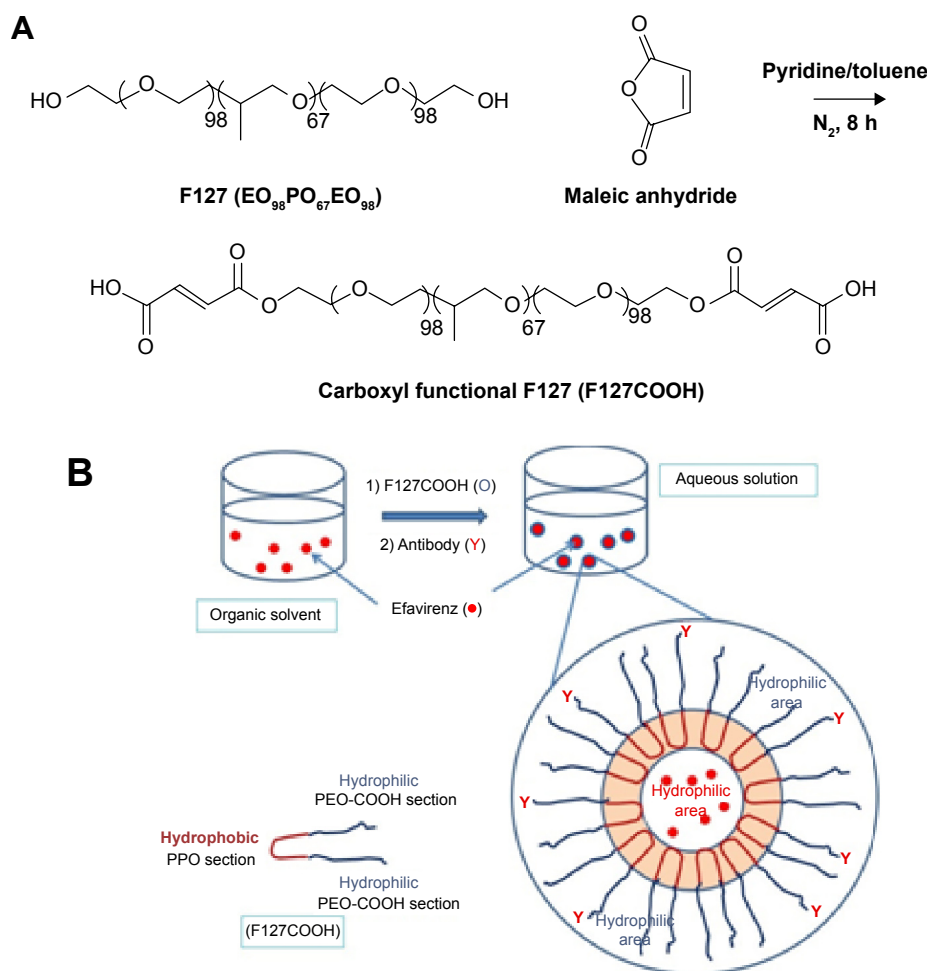 A
HO
O
98
O
67
O
98
OH
F127 (EO98PO67EO98)
O
O
O
Maleic anhydride
Pyridine/toluene
N2, 8 h
HO
O
O
O
O
98
O
67
O
98
O
O
O
OH
Carboxyl functional F127 (F127COOH)
B
1) F127COOH (O)
2) Antibody (Y)
Aqueous solution
Organic solvent
Efavirenz (●)
Y
Y
Y
Y
Y
Y
Y
Hydrophilic
area
Hydrophilic
area
Hydrophilic
area
Hydrophilic
PEO-COOH section
Hydrophobic
PPO section
Hydrophilic
PEO-COOH section
(F127COOH)